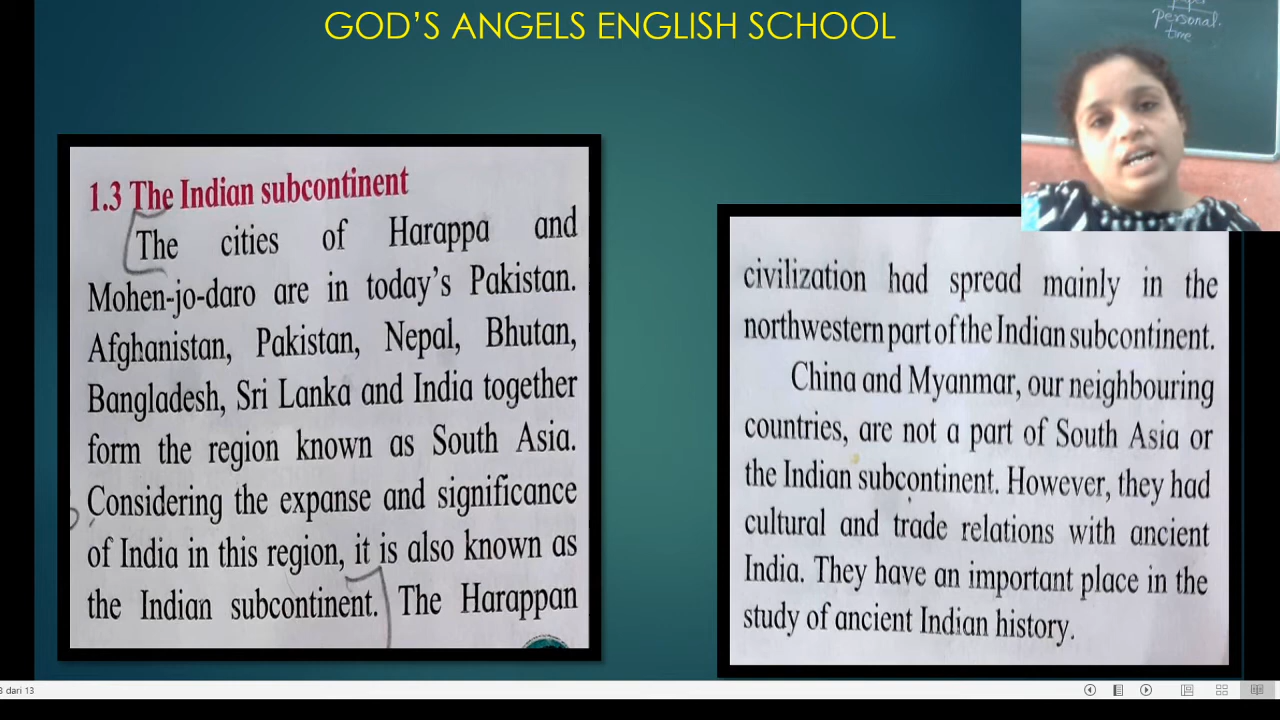 GOD'S ANGELS ENGLISH SCHOOL
personal.
time
1.3 The Indian subcontinent
The cities of Harappa and
Mohen-jo-daro are in today's Pakistan.
Afghanistan, Pakistan, Nepal, Bhutan,
Bangladesh, Sri Lanka and India together
form the region known as South Asia.
Considering the expanse and significance
of India in this region, it is also known as
the Indian subcontinent. The Harappan
civilization had spread mainly in the
northwestern part of the Indian subcontinent.
China and Myanmar, our neighbouring
countries, are not a part of South Asia or
the Indian subcontinent. However, they had
cultural and trade relations with ancient
India. They have an important place in the
study of ancient Indian history.
dari 13